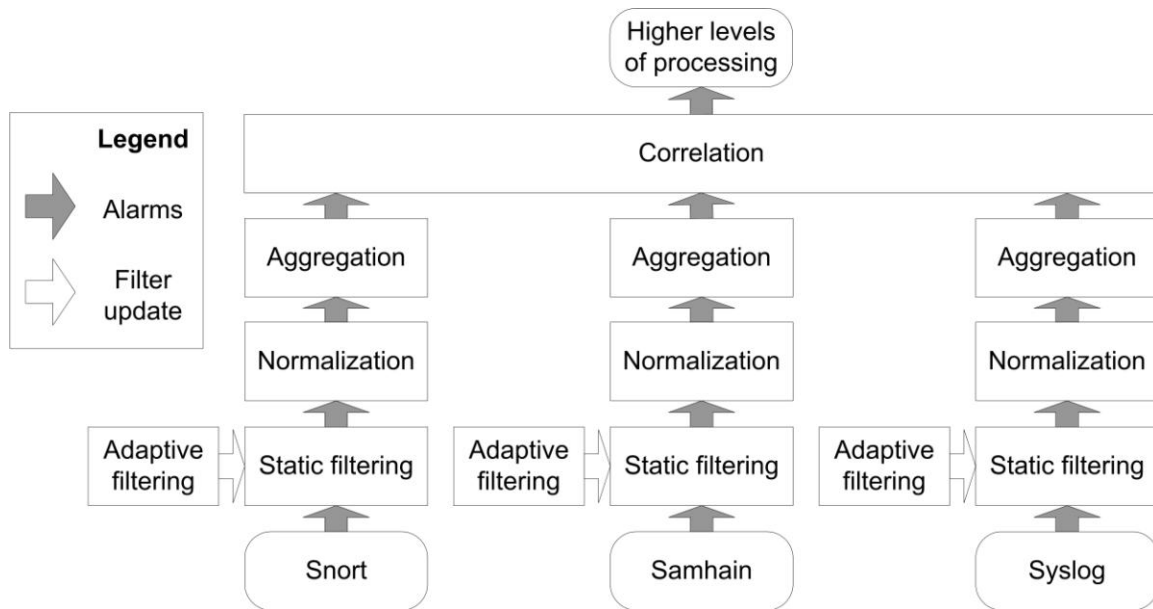 Higher levels
of processing
Legend
Alarms
Filter
update
Correlation
Aggregation
Aggregation
Aggregation
Normalization
Normalization
Normalization
Adaptive
filtering
Static filtering
Adaptive
filtering
Static filtering
Adaptive
filtering
Static filtering
Snort
Samhain
Syslog